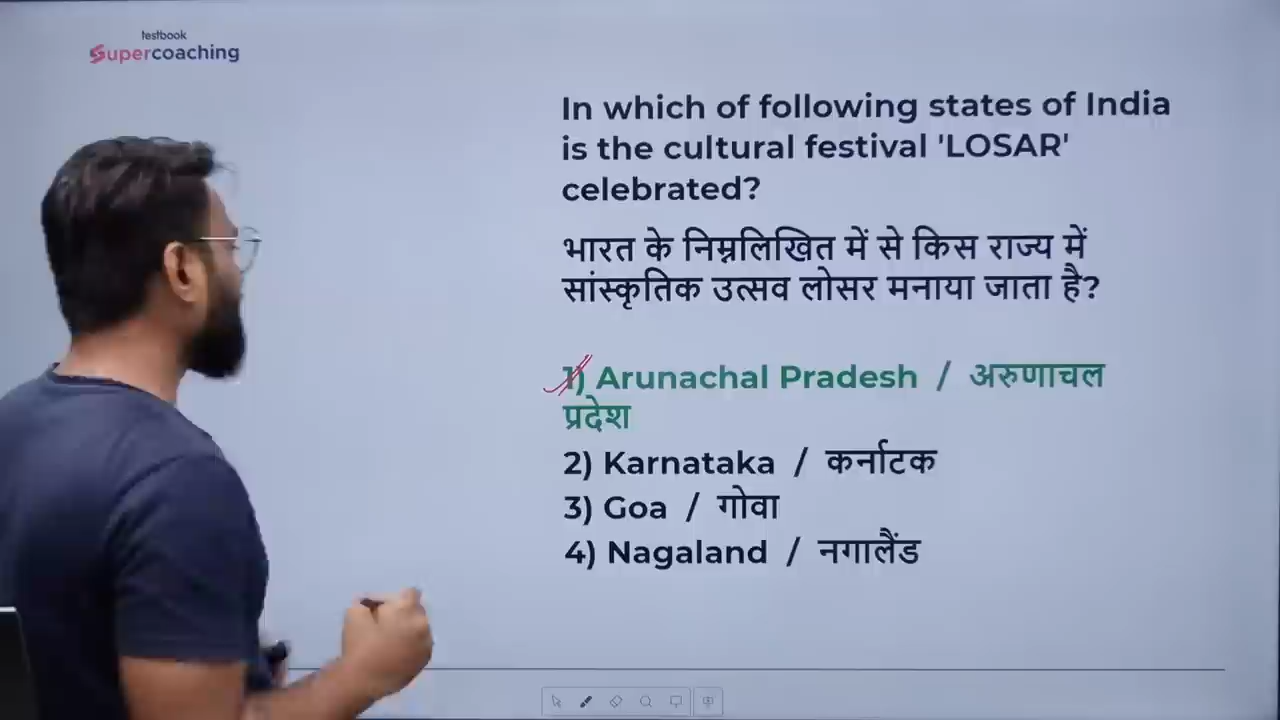 testbook
Supercoaching
In which of following states of India
is the cultural festival 'LOSAR'
celebrated?
भारत के निम्नलिखित में से किस राज्य में
सांस्कृतिक उत्सव लोसर मनाया जाता है?
1) Arunachal Pradesh / अरुणाचल
प्रदेश
2) Karnataka / कर्नाटक
3) Goa / गोवा
4) Nagaland / नगालैंड